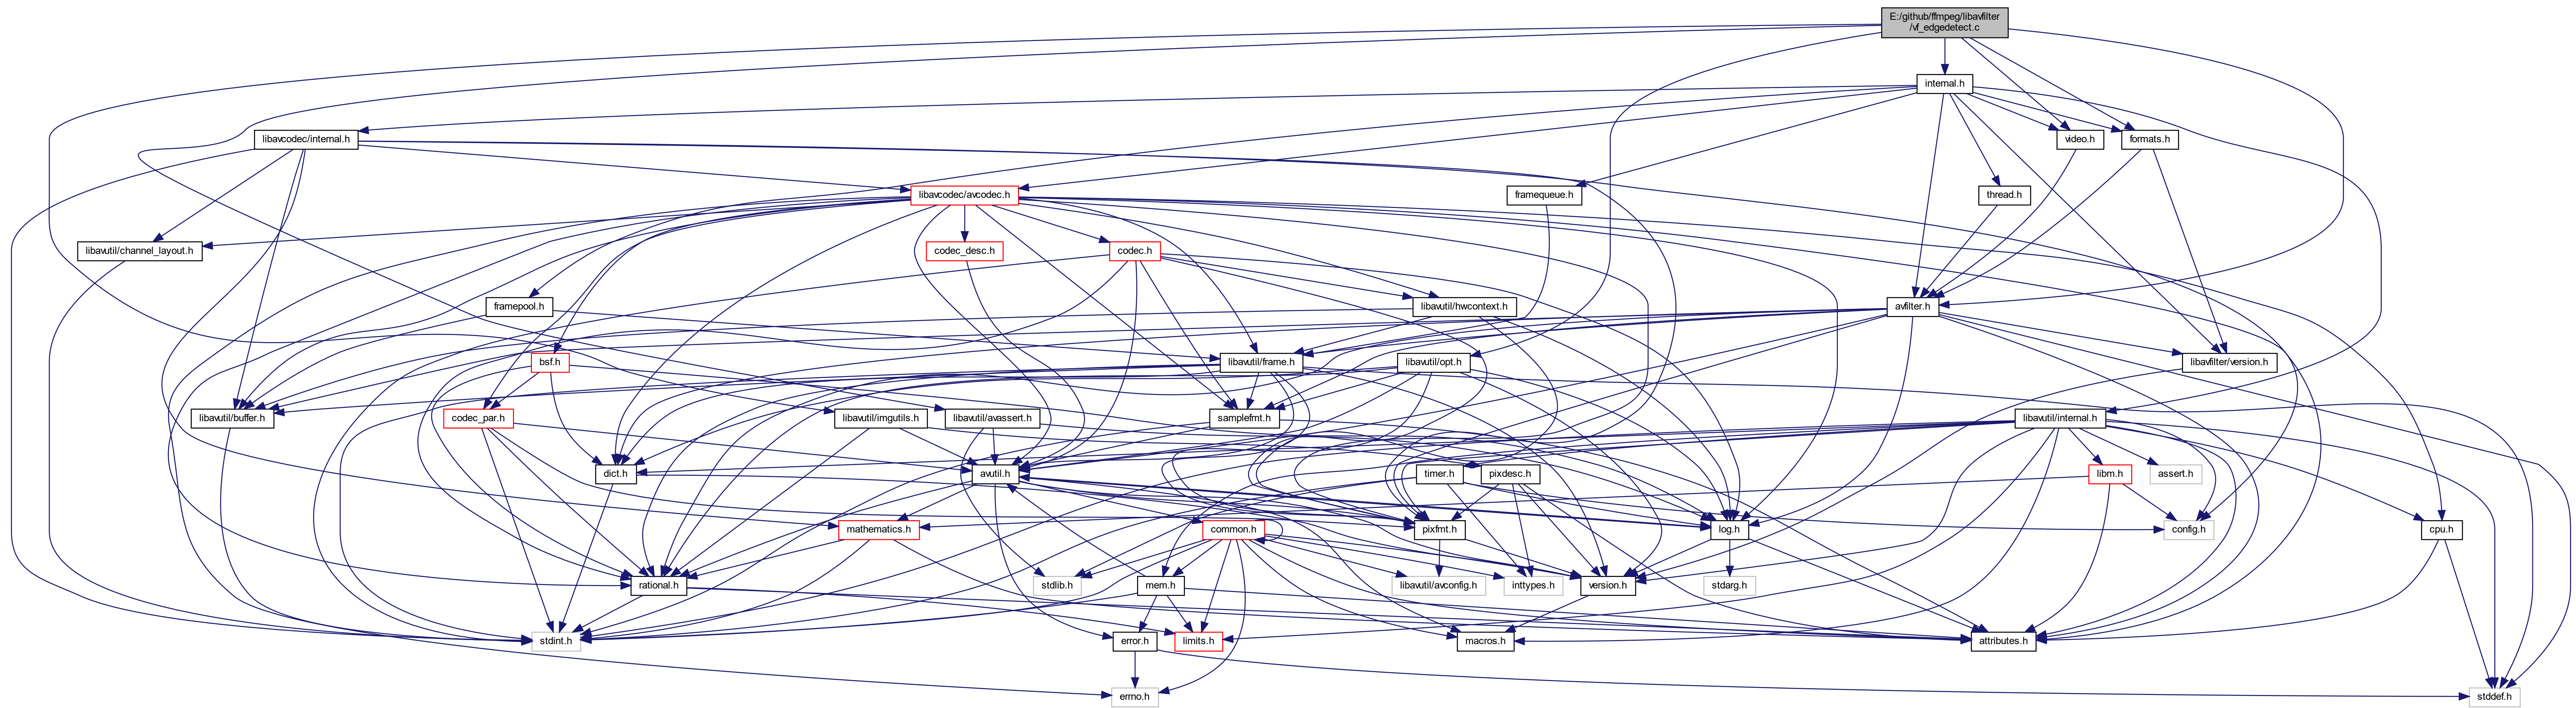 E:/github/ffmpeg/libavfilter
/vf_edgedetect.c
internal.h
libavcodec/internal.h
video.h
formats.h
libavcodec/avcodec.h
framequeue.h
thread.h
libavutil/channel_layout.h
codec_desc.h
codec.h
framepool.h
libavutil/hwcontext.h
avfilter.h
bsf.h
libavutil/frame.h
libavutil/opt.h
libavfilter/version.h
libavutil/buffer.h
codec_par.h
libavutil/imgutils.h
libavutil/avassert.h
samplefmt.h
libavutil/internal.h
dict.h
avutil.h
timer.h
pixdesc.h
libm.h
assert.h
mathematics.h
common.h
pixfmt.h
log.h
config.h
cpu.h
rational.h
stdlib.h
mem.h
libavutil/avconfig.h
inttypes.h
version.h
stdarg.h
stdint.h
error.h
limits.h
macros.h
attributes.h
errno.h
stddef.h